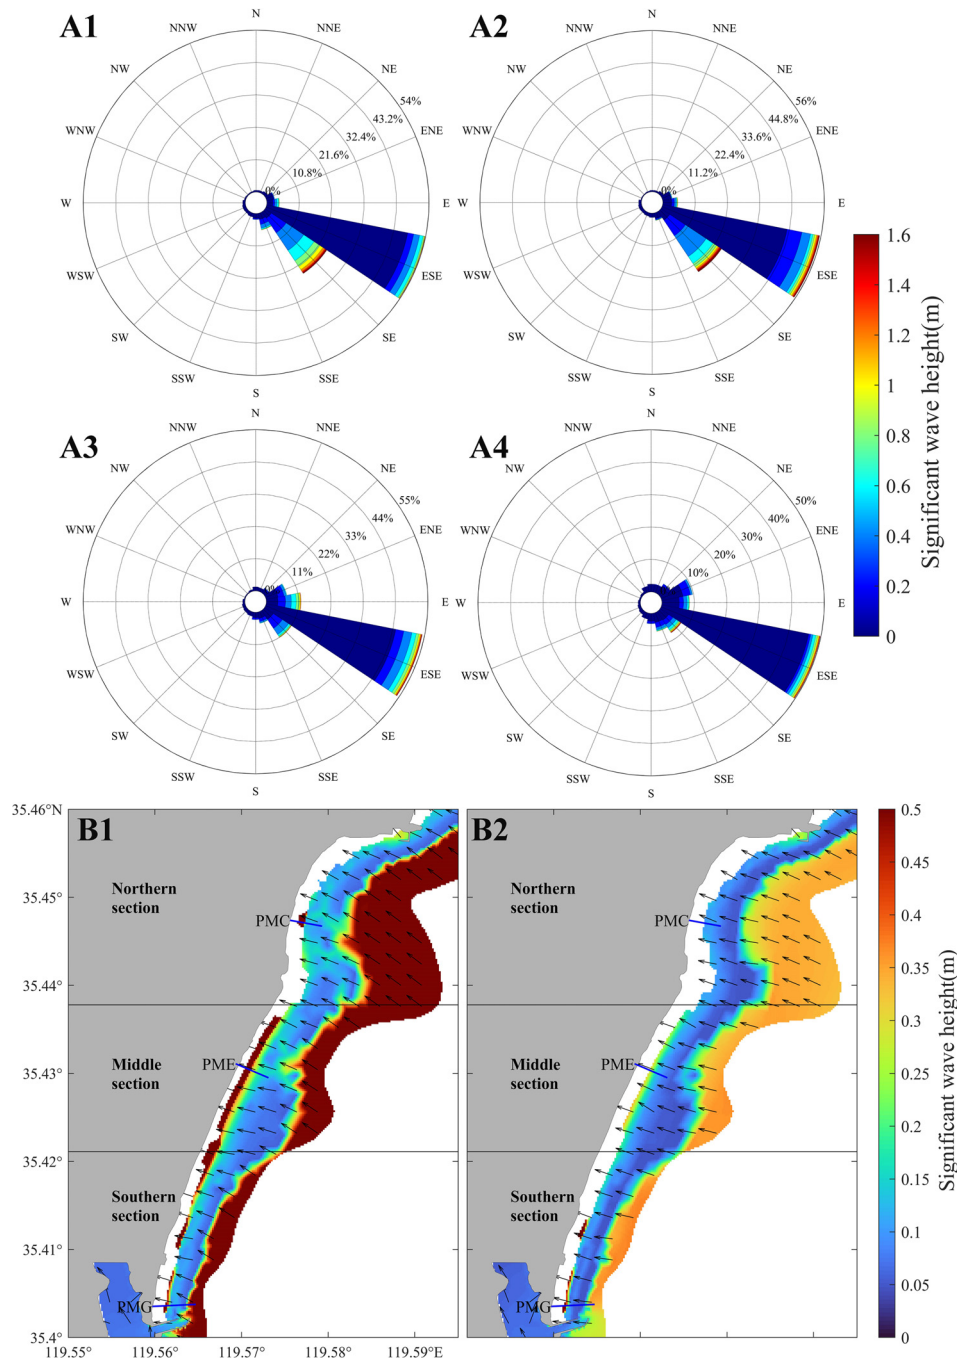 A1
N
NNW
NNE
NW
NE
54%
43.2%
WNW
ENE
32.4%
21.6%
10.8%
0%
W
E
WSW
ESE
SW
SE
SSW
SSE
S
A2
N
NNW
NNE
NW
NE
56%
44.8%
WNW
ENE
33.6%
22.4%
11.2%
0%
W
E
WSW
ESE
SW
SE
SSW
SSE
S
A3
N
NNW
NNE
NW
NE
55%
44%
WNW
ENE
33%
22%
11%
0%
W
E
WSW
ESE
SW
SE
SSW
SSE
S
A4
N
NNW
NNE
NW
NE
50%
40%
WNW
ENE
30%
20%
10%
W
E
WSW
ESE
SW
SE
SSW
SSE
S
1.6
1.4
1.2
1
0.8
0.6
0.4
0.2
0
Significant wave height(m)
B1
35.46°N
35.45°
35.44°
35.43°
35.42°
35.41°
35.4°
Northern
section
PMC
Middle
section
PME
Southern
section
PMG
119.55°
119.56°
119.57°
119.58°
119.59°E
B2
Northern
section
PMC
Middle
section
PME
Southern
section
PMG
0.5
0.45
0.4
0.35
0.3
0.25
0.2
0.15
0.1
0.05
0
Significant wave height(m)